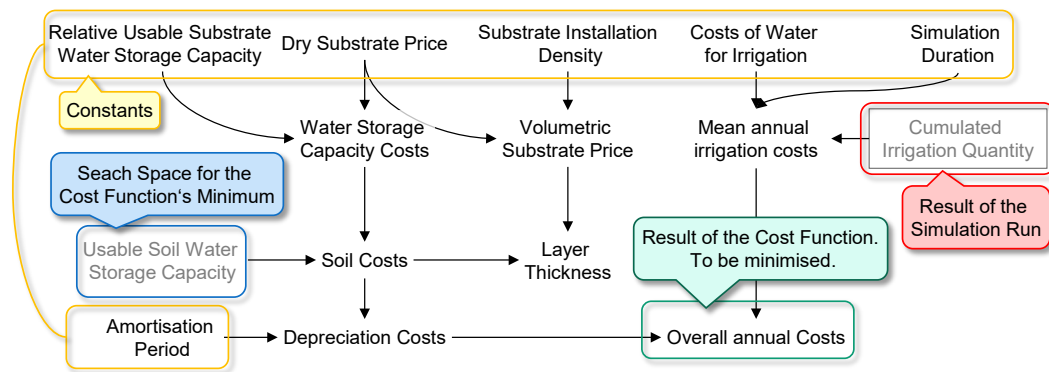 Relative Usable Substrate
Water Storage Capacity
Dry Substrate Price
Substrate Installation
Density
Costs of Water
for Irrigation
Simulation
Duration
Constants
Water Storage
Capacity Costs
Volumetric
Substrate Price
Mean annual
irrigation costs
Cumulated
Irrigation Quantity
Seach Space for the
Cost Function‘s Minimum
Result of the
Simulation Run
Usable Soil Water
Storage Capacity
Soil Costs
Layer
Thickness
Result of the Cost Function.
To be minimised.
Amortisation
Period
Depreciation Costs
Overall annual Costs